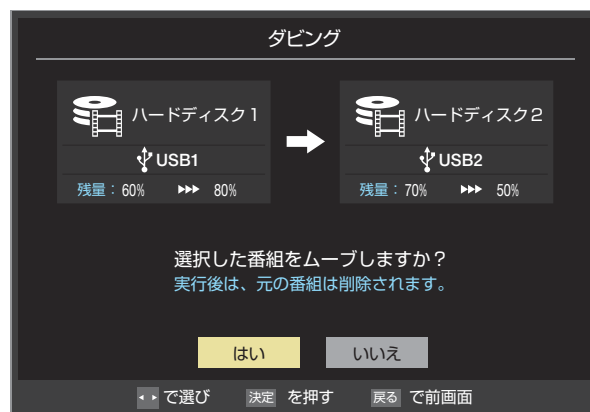 ダビング
ハードディスク1
USB1
残量：60% ▶▶▶ 80%
ハードディスク2
USB2
残量：70% ▶▶▶ 50%
選択した番組をムーブしますか？
実行後は、元の番組は削除されます。
はい
いいえ
で選び 決定 を押す 戻る で前画面